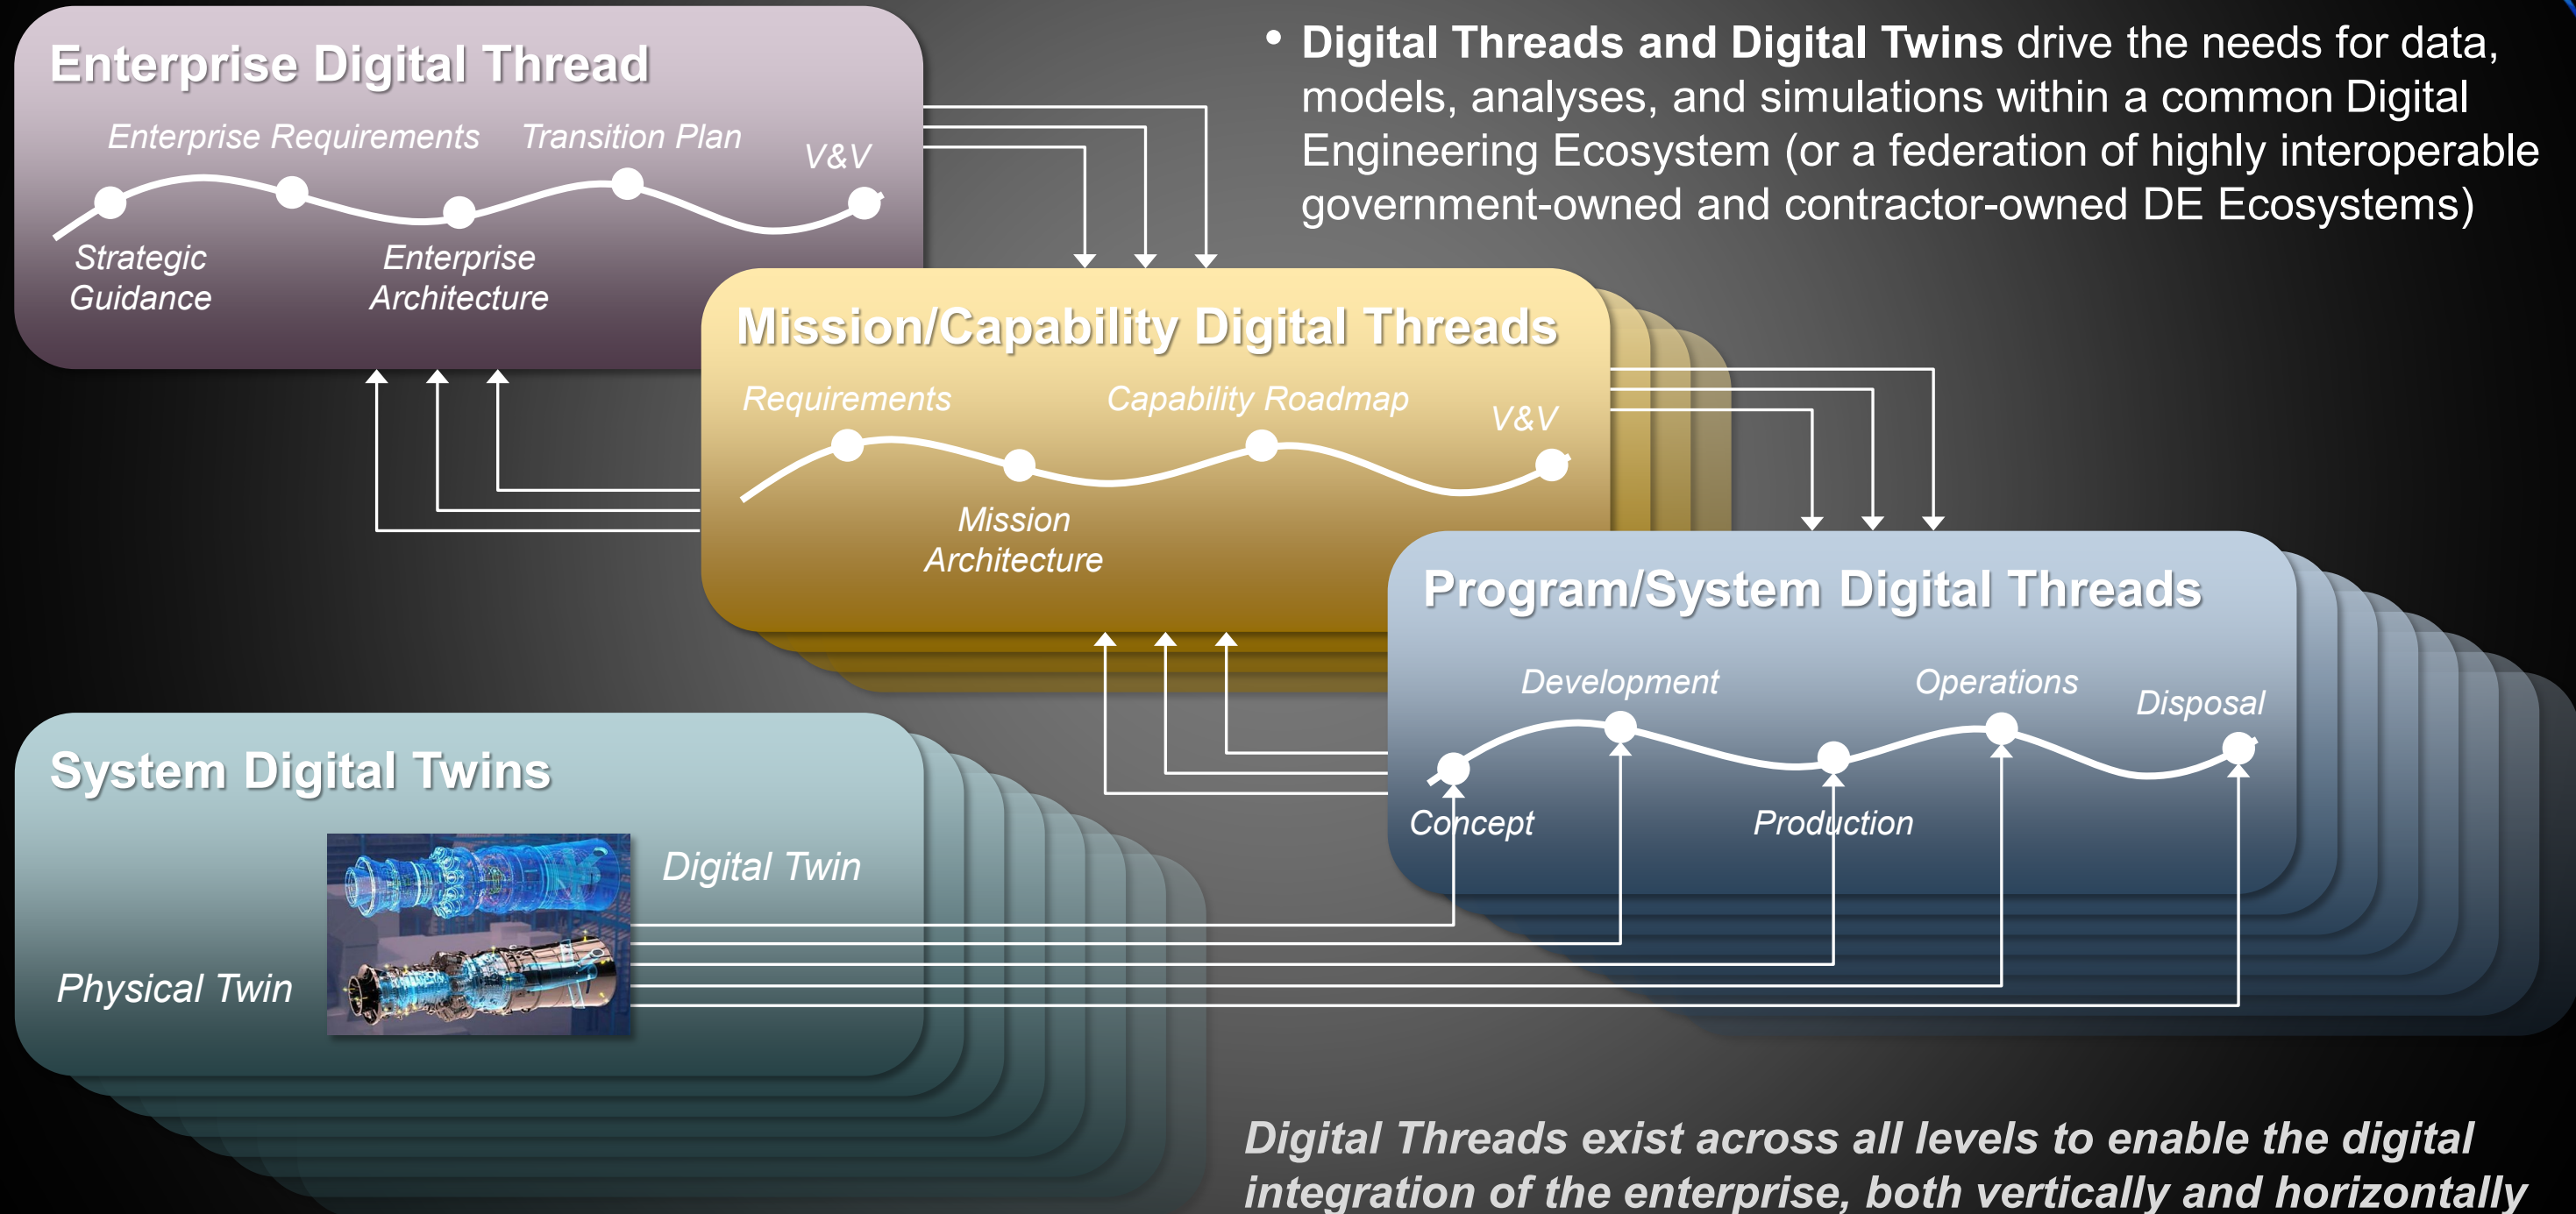 Enterprise Digital Thread
Enterprise Requirements
Transition Plan
V&V
Strategic
Guidance
Enterprise
Architecture
• Digital Threads and Digital Twins drive the needs for data,
models, analyses, and simulations within a common Digital
Engineering Ecosystem (or a federation of highly interoperable
government-owned and contractor-owned DE Ecosystems)
Mission/Capability Digital Threads
Requirements
Capability Roadmap
V&V
Mission
Architecture
Program/System Digital Threads
Development
Operations
Disposal
Concept
Production
System Digital Twins
Digital Twin
Physical Twin
Digital Threads exist across all levels to enable the digital
integration of the enterprise, both vertically and horizontally